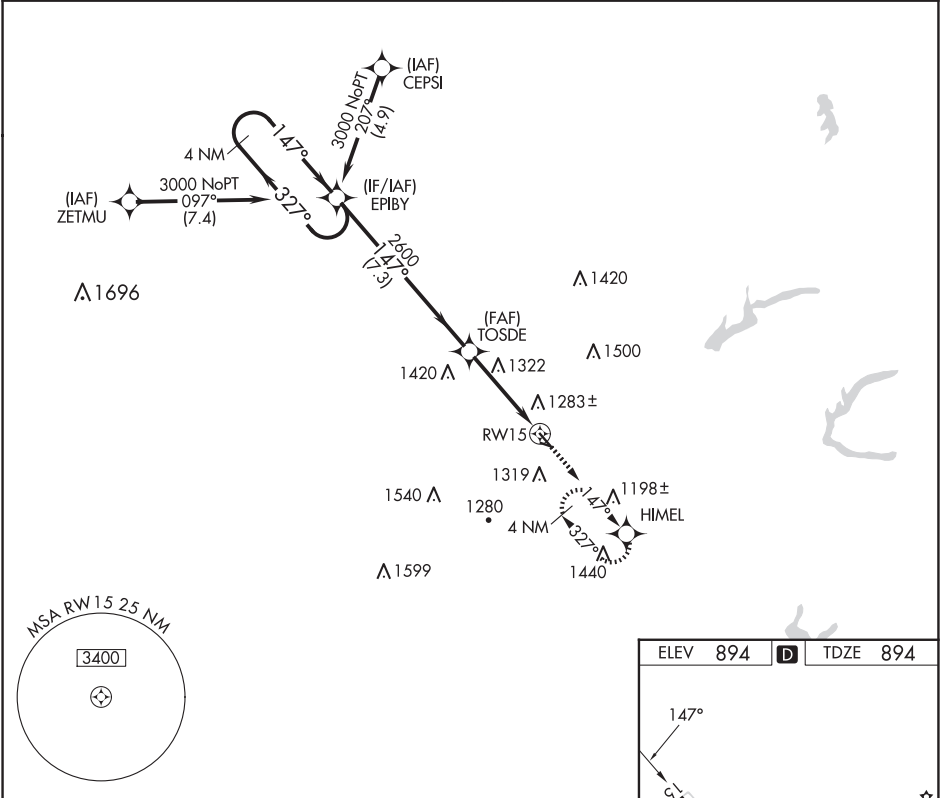 (IAF)
CEPSI
3000 NoPT
207°
(4.9)
4 NM
147°
327°
(IAF)
ZETMU
3000 NoPT
097°
(7.4)
(IF/IAF)
EPIBY
2600
147°
(7.3)
1696
1420
(FAF)
TOSDE
1500
1420
1322
1283±
RW15
1319
1540
1280
1198±
147°
HIMEL
4 NM
327°
1440
1599
MSA RW15 25 NM
3400
ELEV 894 D TDZE 894
147°
15